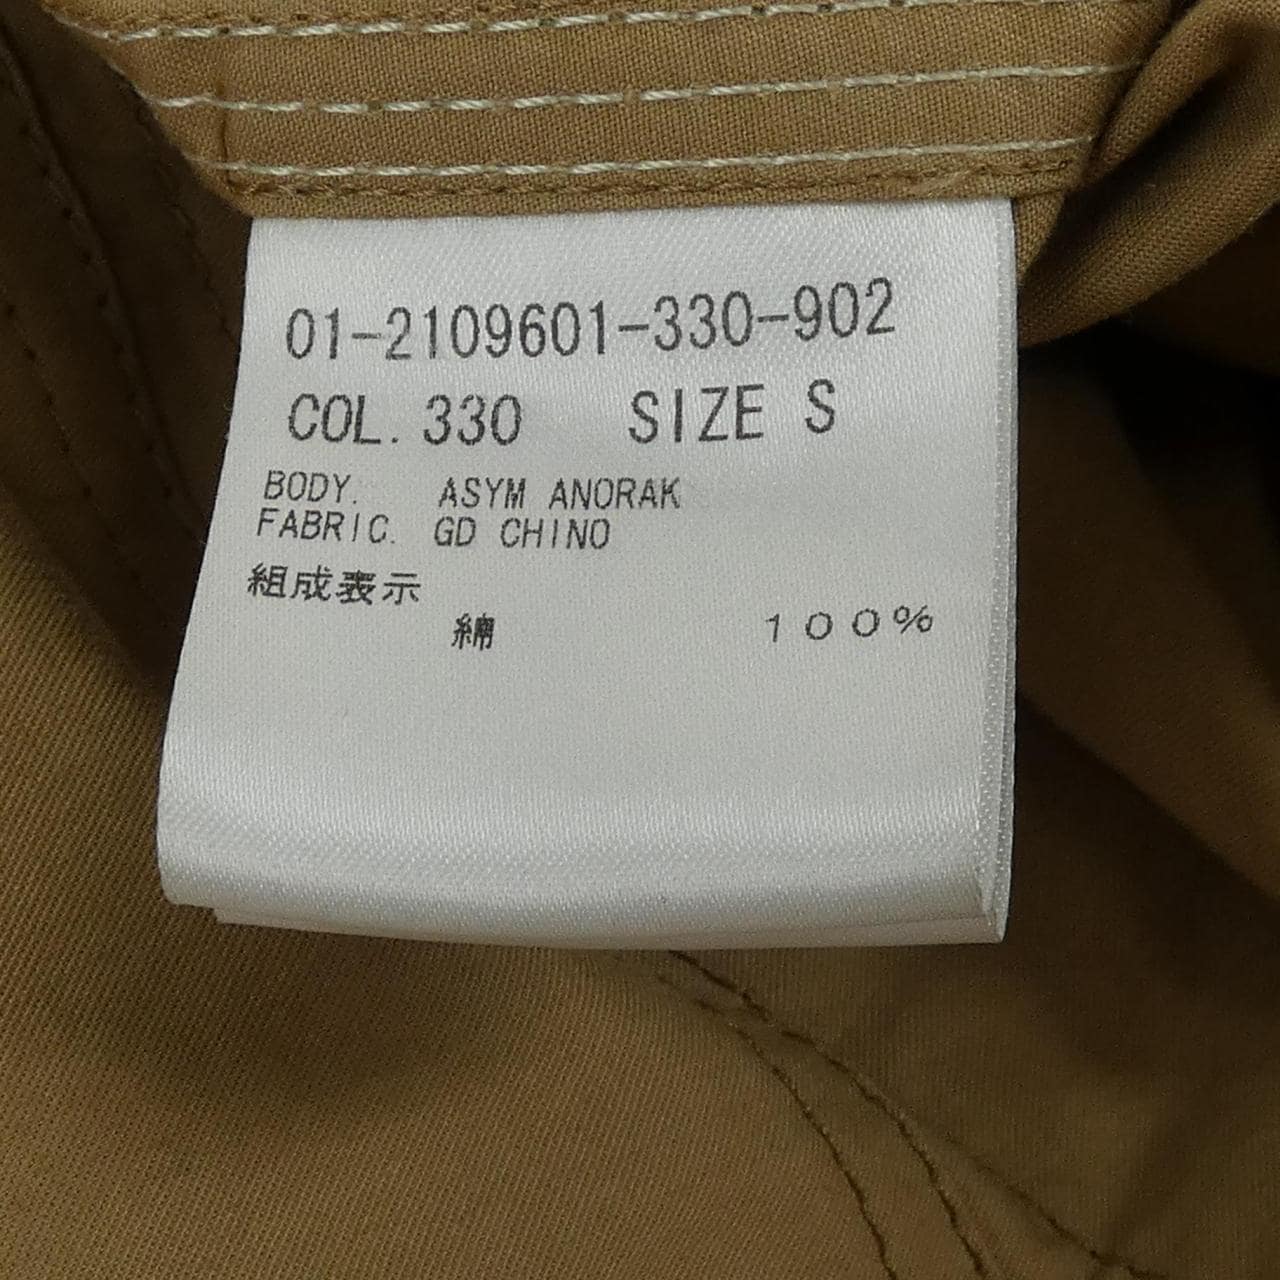 01-2109601-330-902
COL. 330 SIZE S
BODY. ASYM ANORAK
FABRIC. GD CHINO
組成表示
綿 100%